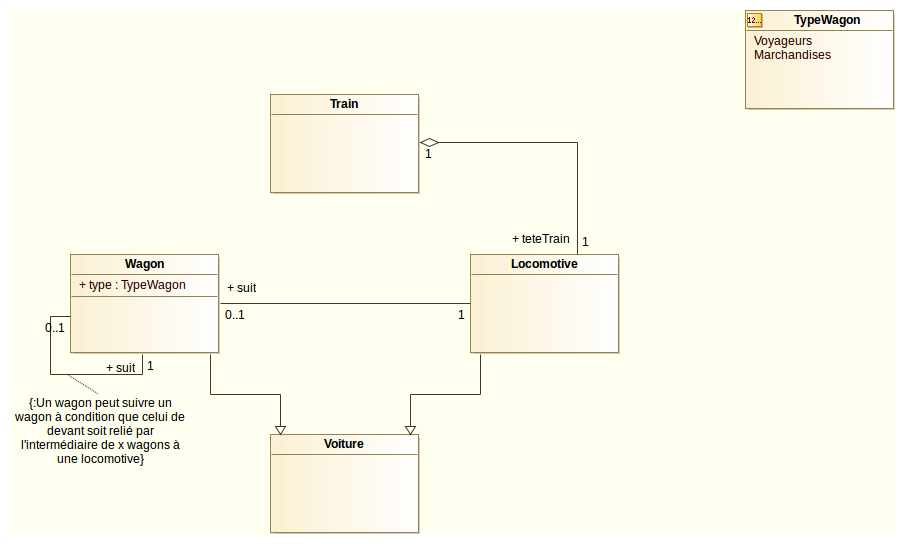 12...
TypeWagon
Voyageurs
Marchandises
Train
1
+ teteTrain
1
Wagon
+ type : TypeWagon
+ suit
0..1
1
Locomotive
0..1
+ suit
1
{:Un wagon peut suivre un
wagon à condition que celui de
devant soit relié par
l'intermédiaire de x wagons à
une locomotive}
Voiture